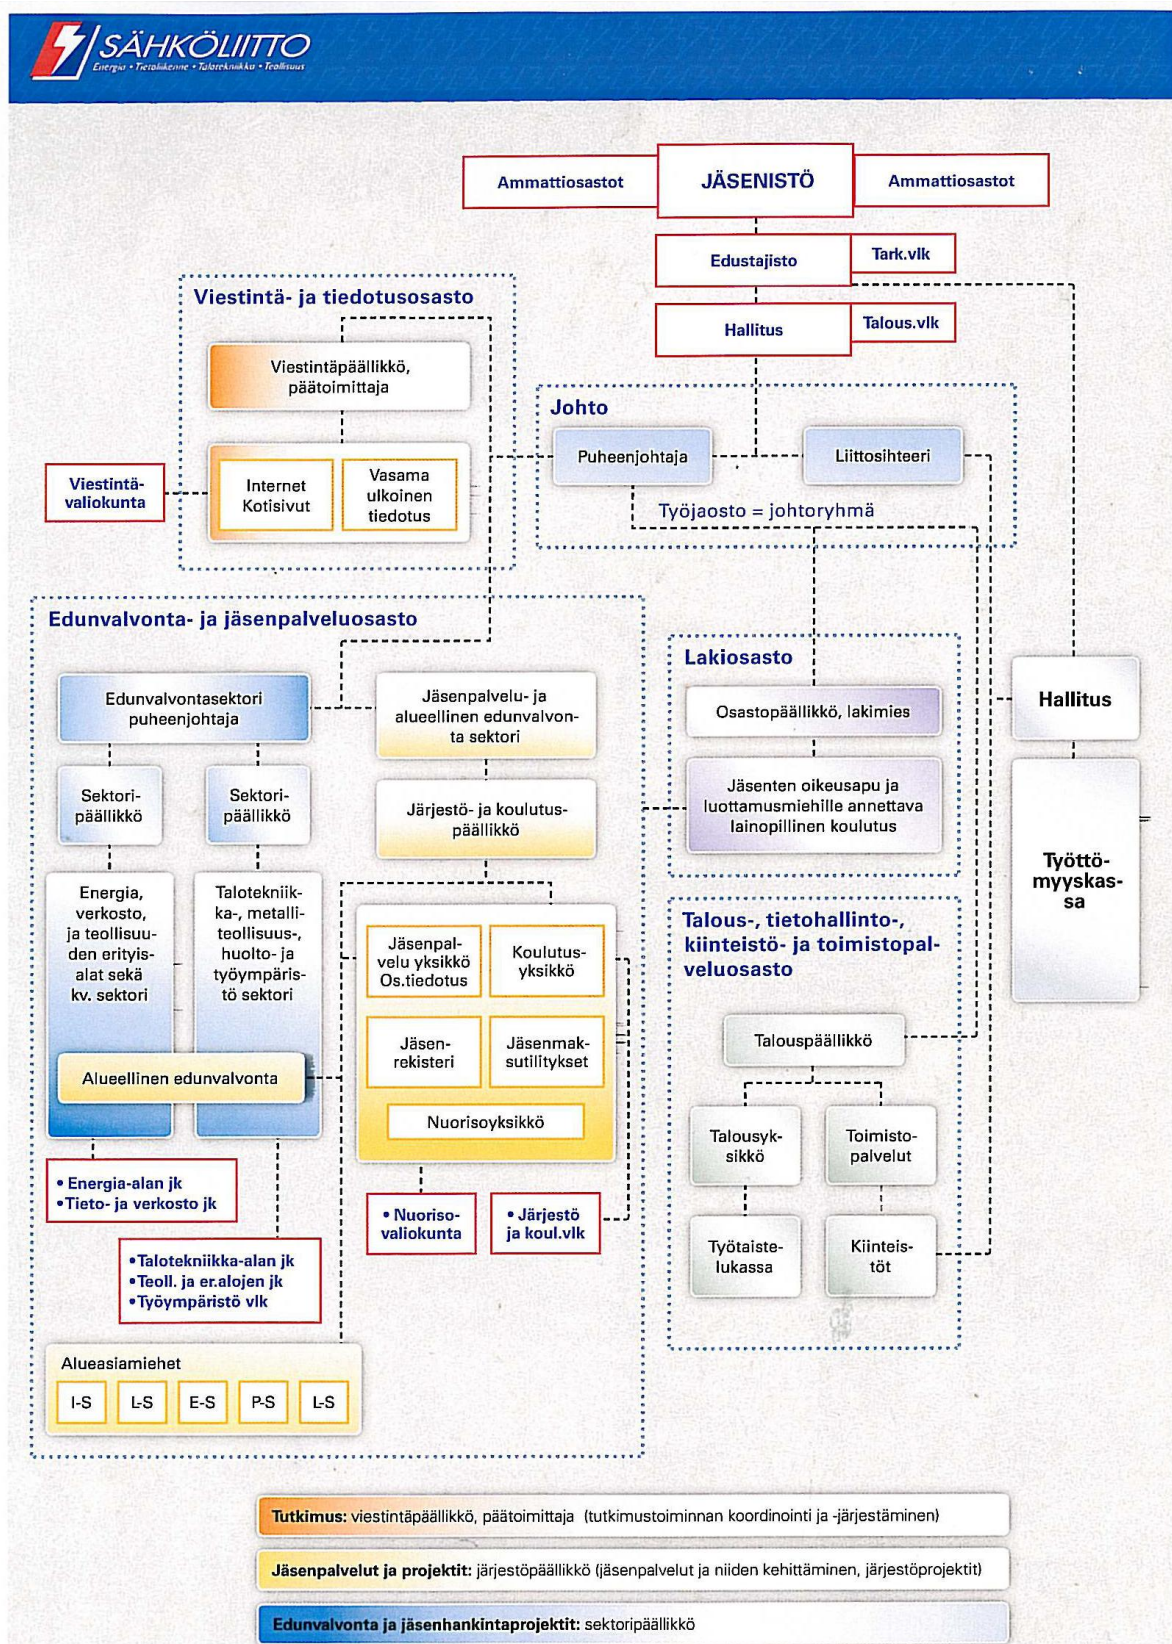 SÄHKÖLIITTO
Energia • Tietoliikenne • Talotekniikka • Teollisuus
Ammattiosastot
JÄSENISTÖ
Ammattiosastot
Edustajisto
Tark.vlk
Hallitus
Talous.vlk
Viestintä- ja tiedotusosasto
Viestintäpäällikkö,
päätoimittaja
Internet
Kotisivut
Vasama
ulkoinen
tiedotus
Viestintä-
valiokunta
Johto
Puheenjohtaja
Liittosihteeri
Työjaosto = johtoryhmä
Edunvalvonta- ja jäsenpalveluosasto
Edunvalvontasektori
puheenjohtaja
Jäsenpalvelu- ja
alueellinen edunvalvon-
ta sektori
Sektori-
päällikkö
Sektori-
päällikkö
Järjestö- ja koulutus-
päällikkö
Energia,
verkosto,
ja teollisuu-
den erityis-
alat sekä
kv. sektori
Talotekniik-
ka-, metalli-
teollisuus-,
huolto- ja
työympäris-
tö sektori
Alueellinen edunvalvonta
Jäsenpal-
velu yksikkö
Os.tiedotus
Koulutus-
yksikkö
Jäsen-
rekisteri
Jäsenmak-
sutilitykset
Nuorisoyksikkö
• Energia-alan jk
• Tieto- ja verkosto jk
• Nuoriso-
valiokunta
• Järjestö
ja koul.vlk
• Talotekniikka-alan jk
• Teoll. ja er.alojen jk
• Työympäristö vlk
Alueasiamiehet
I-S
L-S
E-S
P-S
L-S
Lakiosasto
Osastopäällikkö, lakimies
Jäsenten oikeusapu ja
luottamusmiehille annettava
lainopillinen koulutus
Hallitus
Työttö-
myyskas-
sa
Talous-, tietohallinto-,
kiinteistö- ja toimistopal-
veluosasto
Talouspäällikkö
Talousyk-
sikkö
Toimisto-
palvelut
Työtaiste-
lukassa
Kiinteis-
töt
Tutkimus: viestintäpäällikkö, päätoimittaja (tutkimustoiminnan koordinointi ja -järjestäminen)
Jäsenpalvelut ja projektit: järjestöpäällikkö (jäsenpalvelut ja niiden kehittäminen, järjestöprojektit)
Edunvalvonta ja jäsenhankintaprojektit: sektoripäällikkö